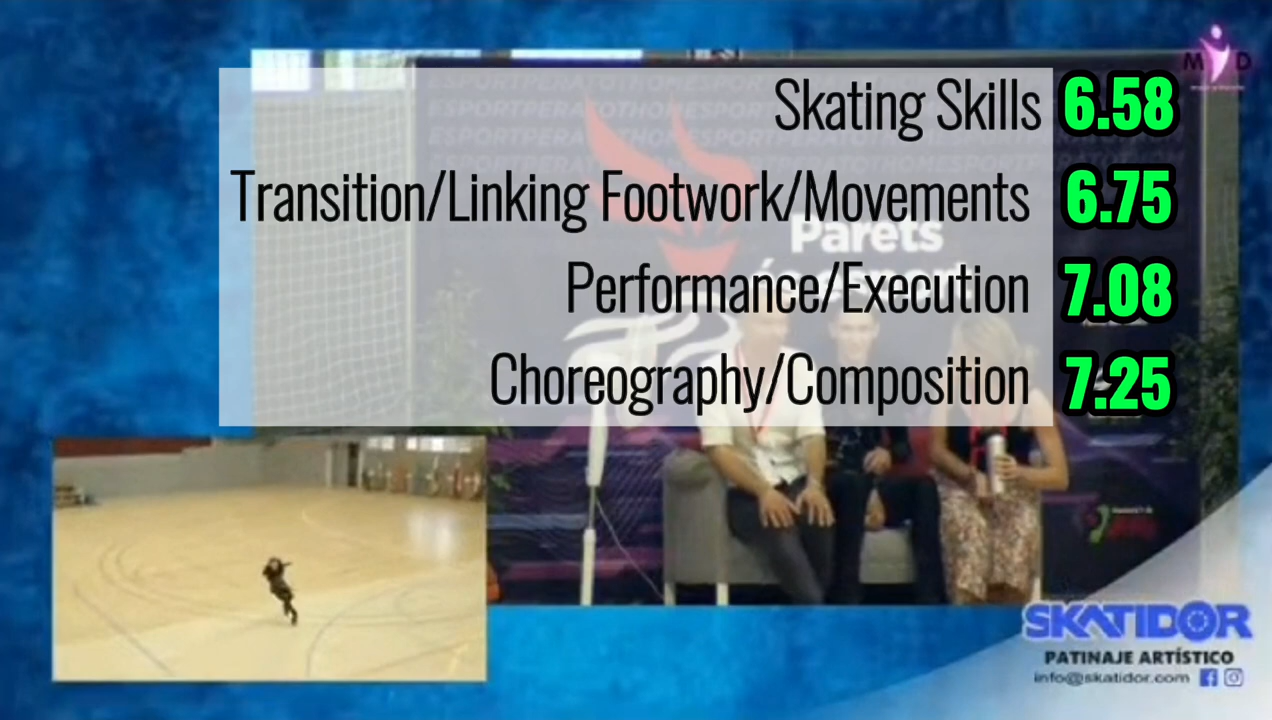 Skating Skills 6.58
Transition/Linking Footwork/Movements 6.75
Parets
Performance/Execution 7.08
Choreography/Composition 7.25
SKATIDOR
PATINAJE ARTÍSTICO
info@skatidor.com